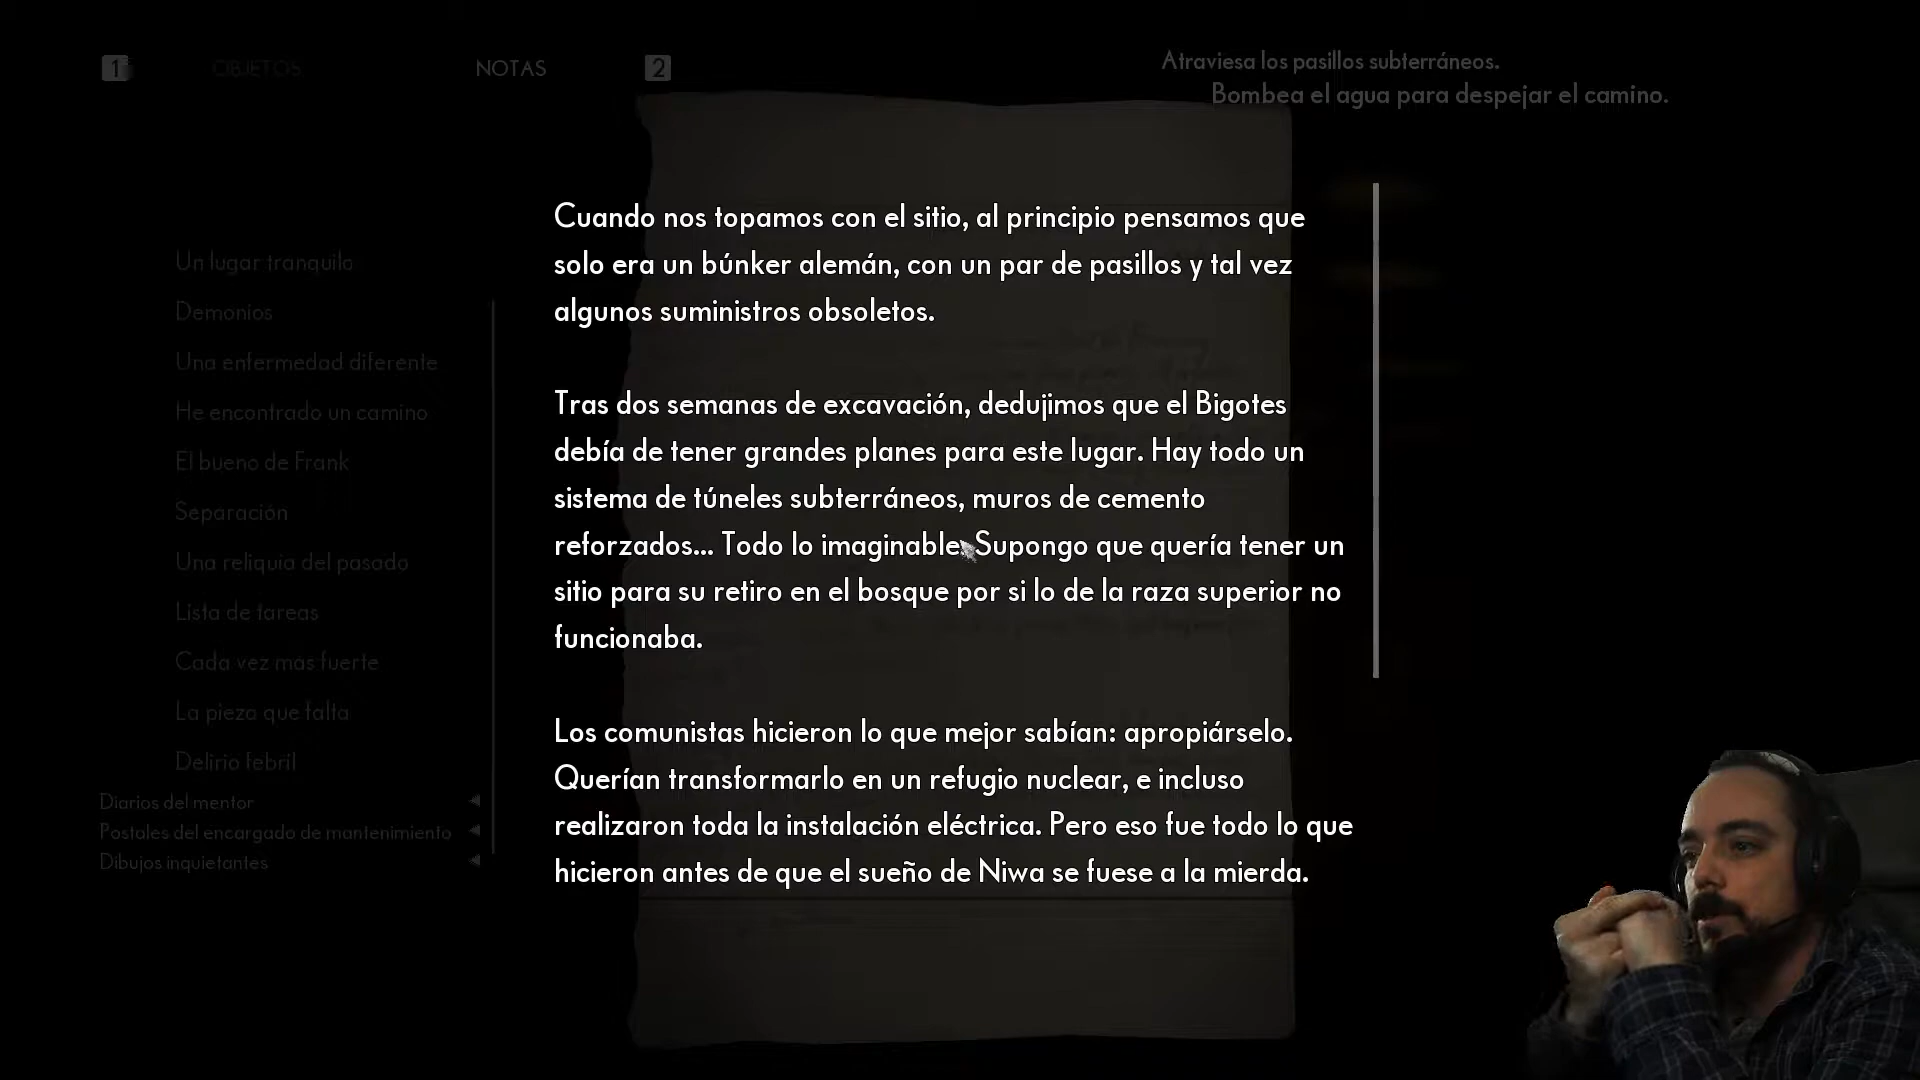 1
OBJETOS
NOTAS
2
Atraviesa los pasillos subterráneos.
Bombea el agua para despejar el camino.
Un lugar tranquilo
Demonios
Una enfermedad diferente
He encontrado un camino
El bueno de Frank
Separación
Una reliquia del pasado
Lista de tareas
Cada vez más fuerte
La pieza que falta
Delirio febril
Diarios del mentor
Postales del encargado de mantenimiento
Dibujos inquietantes
Cuando nos topamos con el sitio, al principio pensamos que
solo era un búnker alemán, con un par de pasillos y tal vez
algunos suministros obsoletos.
Tras dos semanas de excavación, dedujimos que el Bigotes
debía de tener grandes planes para este lugar. Hay todo un
sistema de túneles subterráneos, muros de cemento
reforzados... Todo lo imaginable. Supongo que quería tener un
sitio para su retiro en el bosque por si lo de la raza superior no
funcionaba.
Los comunistas hicieron lo que mejor sabían: apropiárselo.
Querían transformarlo en un refugio nuclear, e incluso
realizaron toda la instalación eléctrica. Pero eso fue todo lo que
hicieron antes de que el sueño de Niwa se fuese a la mierda.